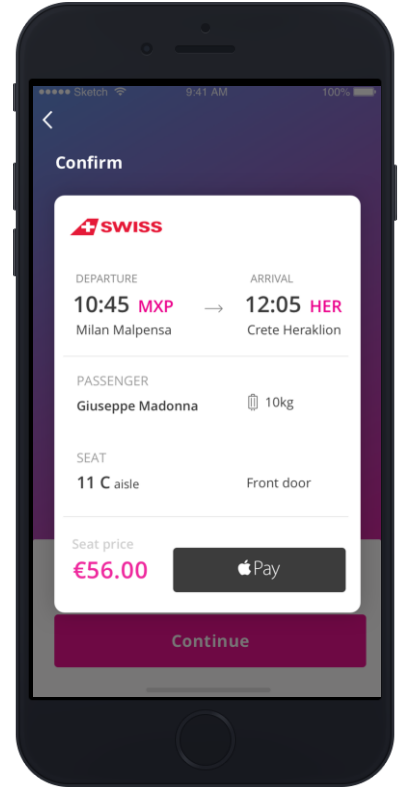 Sketch 9:41 AM 100%
Confirm
SWISS
DEPARTURE ARRIVAL
10:45 MXP → 12:05 HER
Milan Malpensa Crete Heraklion
PASSENGER
Giuseppe Madonna 10kg
SEAT
11 C aisle Front door
Seat price
€56.00 Pay
Continue